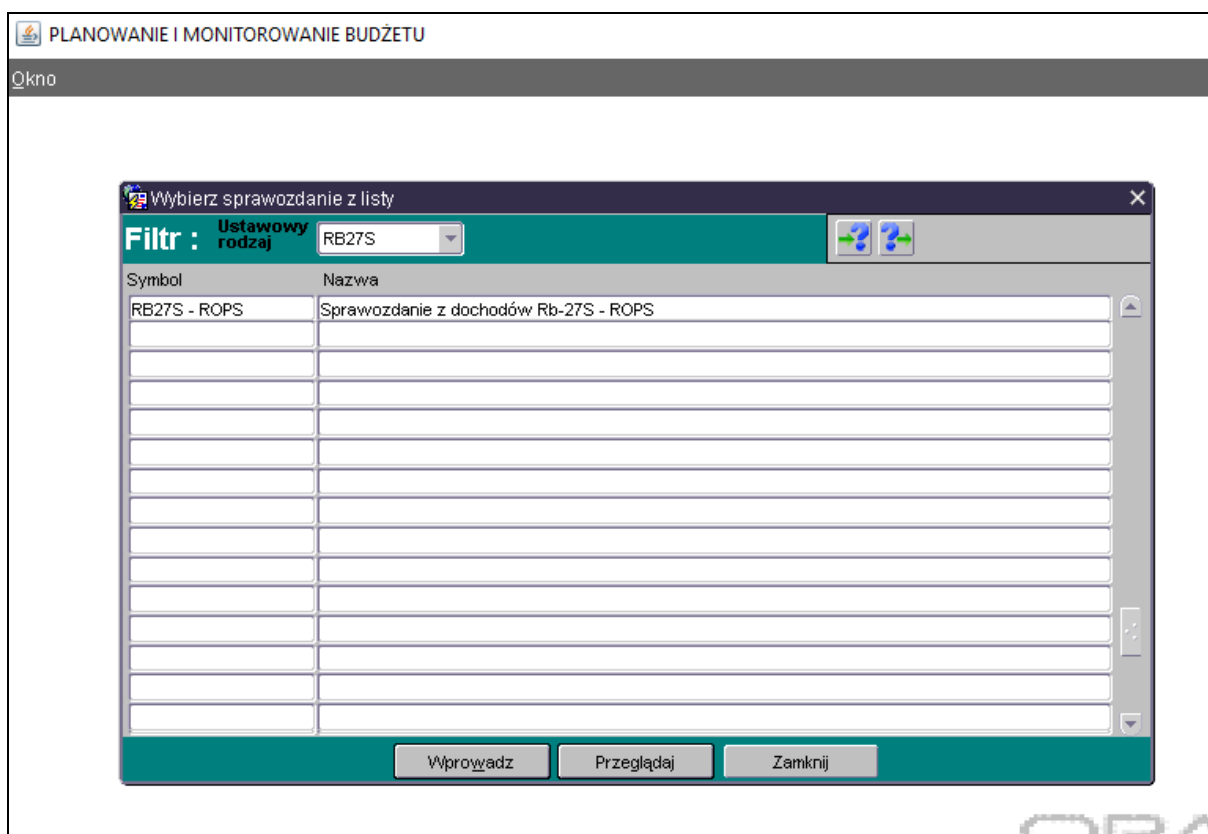 PLANOWANIE I MONITOROWANIE BUDŻETU
Okno
Wybierz sprawozdanie z listy
Filtr : Ustawowy rodzaj RB27S
Symbol Nazwa
RB27S - ROPS Sprawozdanie z dochodów Rb-27S - ROPS
Wprowadz Przeglądaj Zamknij